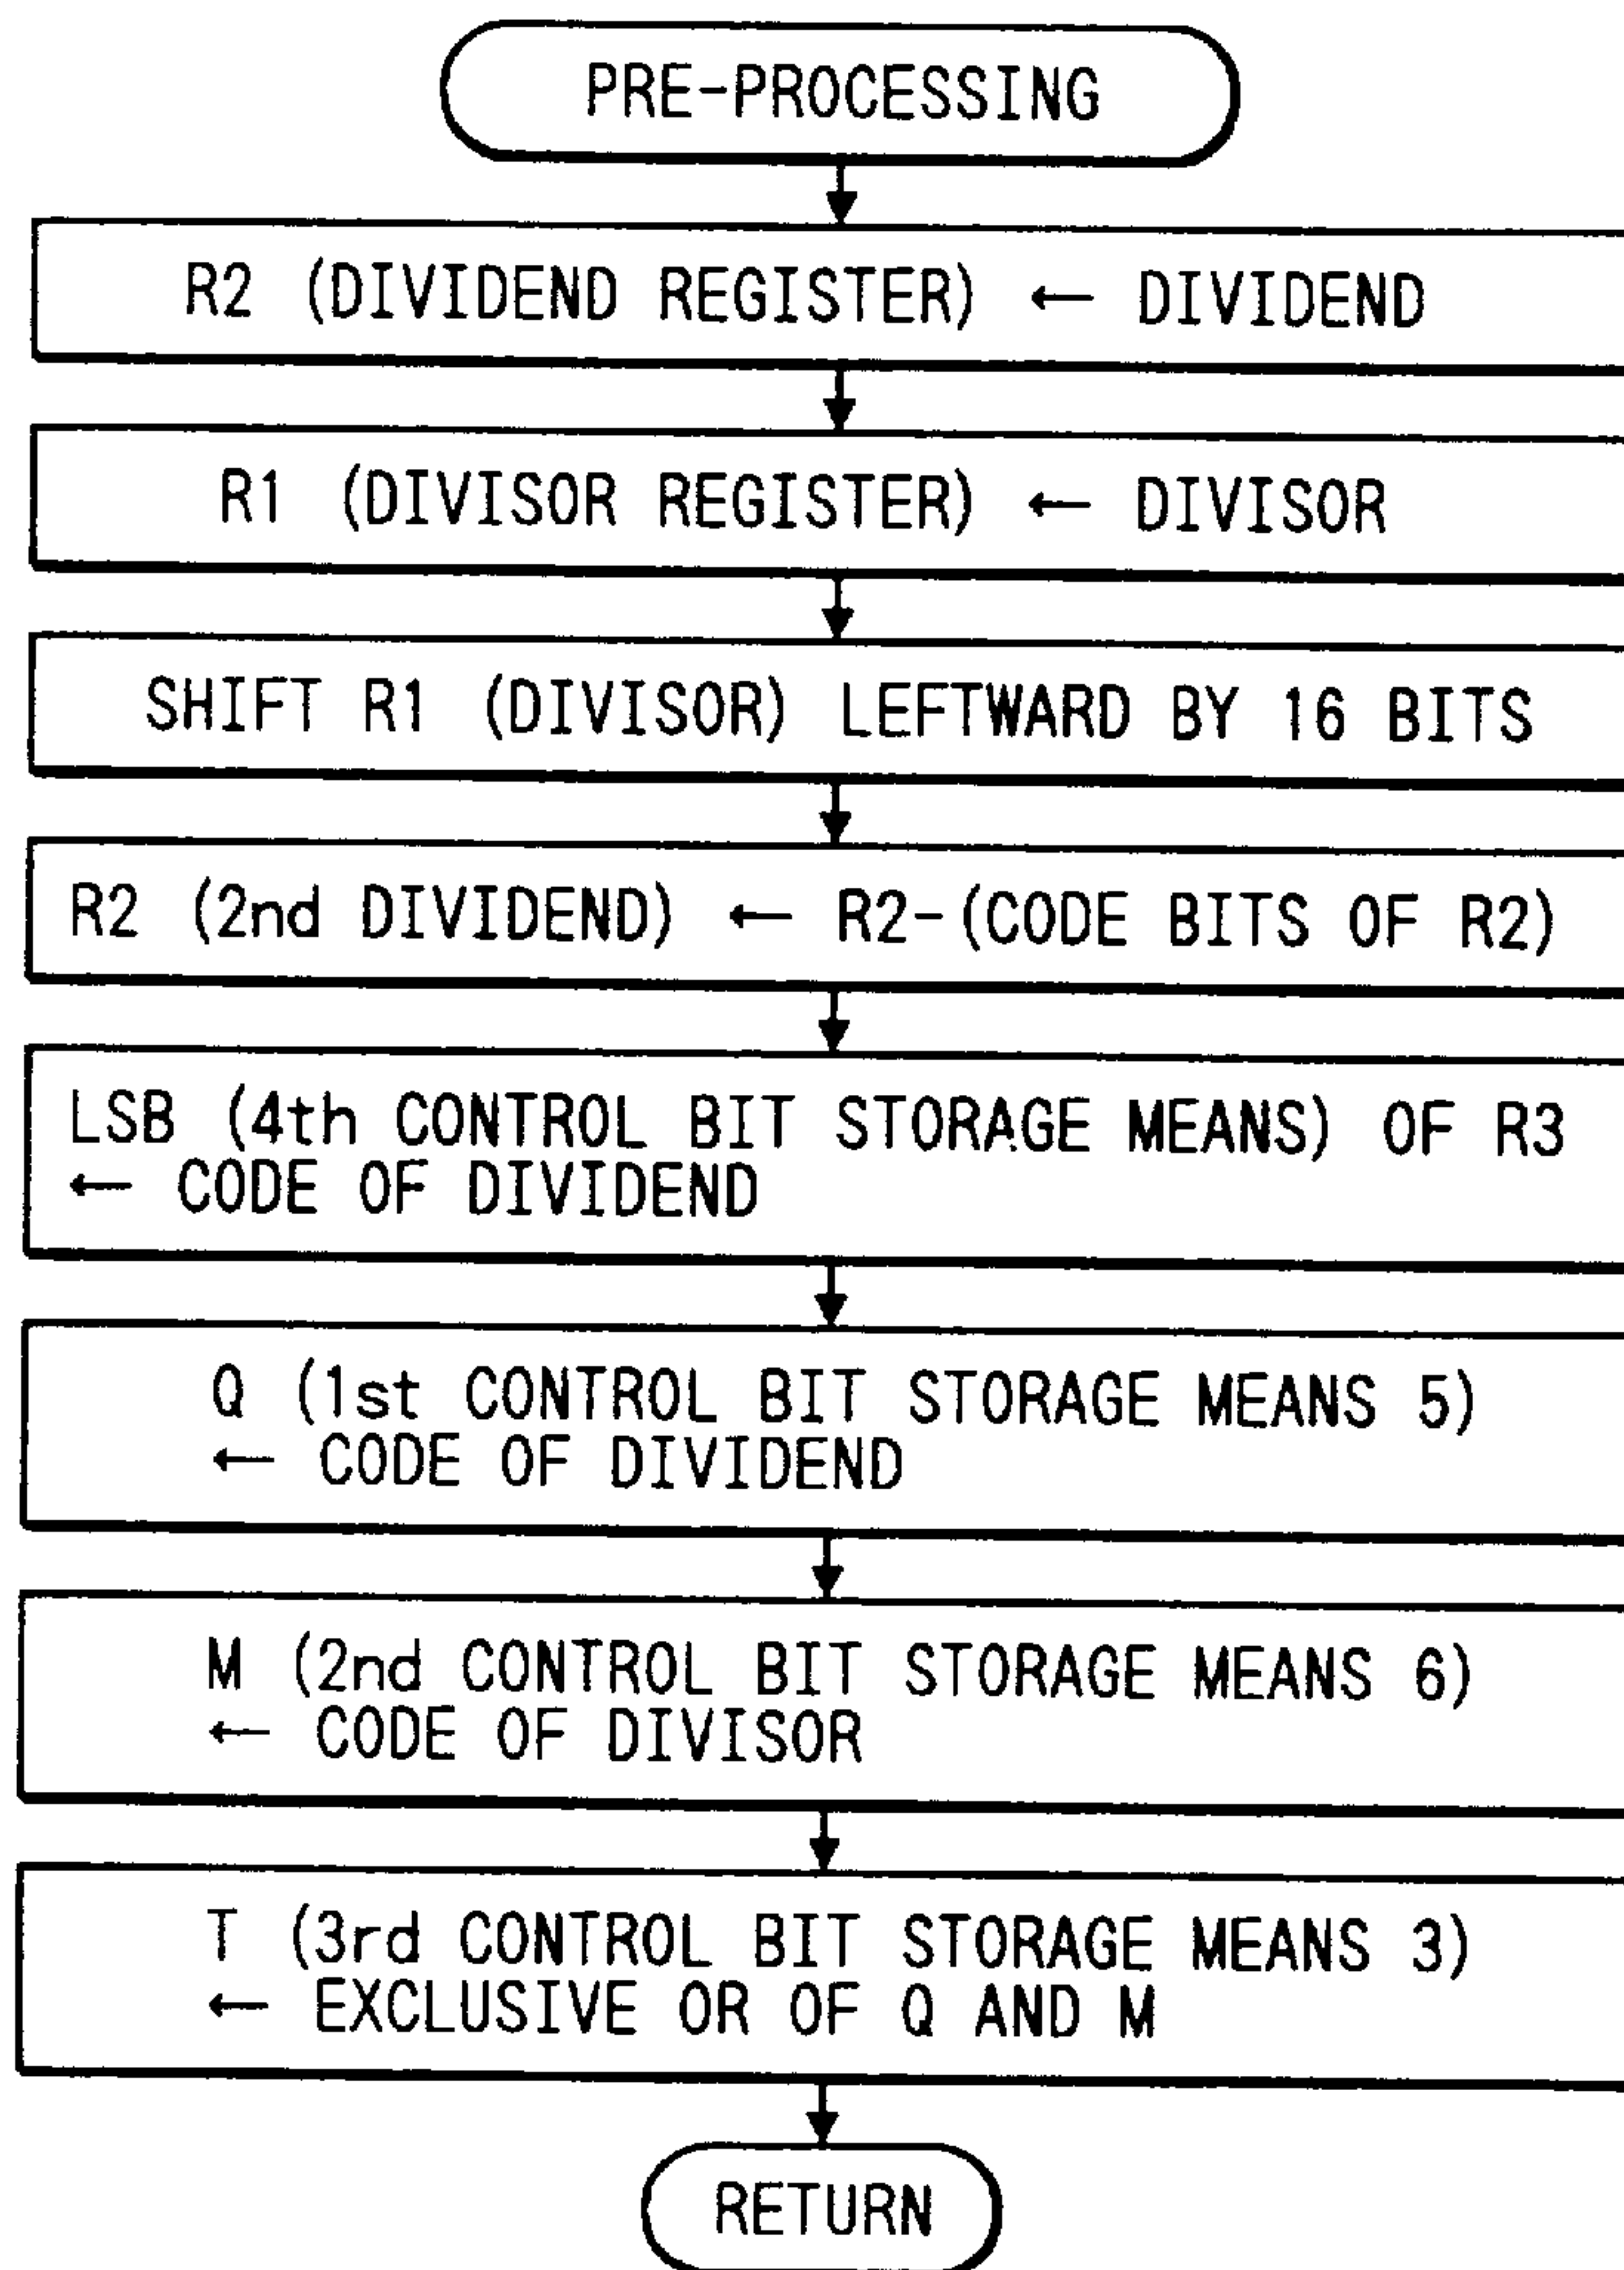 PRE-PROCESSING
R2 (DIVIDEND REGISTER) ← DIVIDEND
R1 (DIVISOR REGISTER) ← DIVISOR
SHIFT R1 (DIVISOR) LEFTWARD BY 16 BITS
R2 (2nd DIVIDEND) ← R2-(CODE BITS OF R2)
LSB (4th CONTROL BIT STORAGE MEANS) OF R3
← CODE OF DIVIDEND
Q (1st CONTROL BIT STORAGE MEANS 5)
← CODE OF DIVIDEND
M (2nd CONTROL BIT STORAGE MEANS 6)
← CODE OF DIVISOR
T (3rd CONTROL BIT STORAGE MEANS 3)
← EXCLUSIVE OR OF Q AND M
RETURN